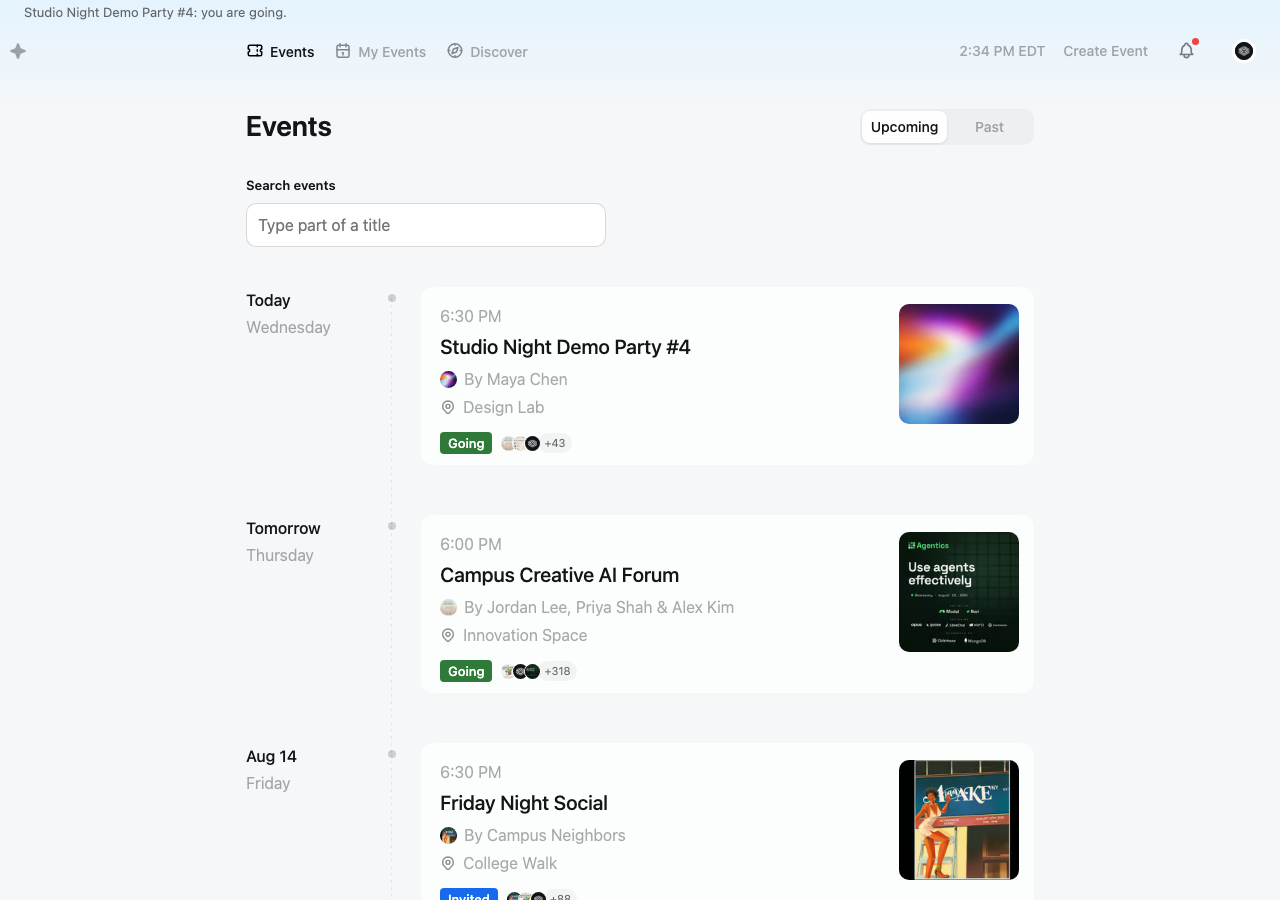 Studio Night Demo Party #4: you are going.
Events
My Events
Discover
2:34 PM EDT
Create Event
Events
Upcoming
Past
Search events
Type part of a title
Today
Wednesday
6:30 PM
Studio Night Demo Party #4
By Maya Chen
Design Lab
Going
+43
Tomorrow
Thursday
6:00 PM
Campus Creative AI Forum
By Jordan Lee, Priya Shah & Alex Kim
Innovation Space
Going
+318
Agentics
Use agents
effectively
Modal
MongoDB
Aug 14
Friday
6:30 PM
Friday Night Social
By Campus Neighbors
College Walk
Invited
+88